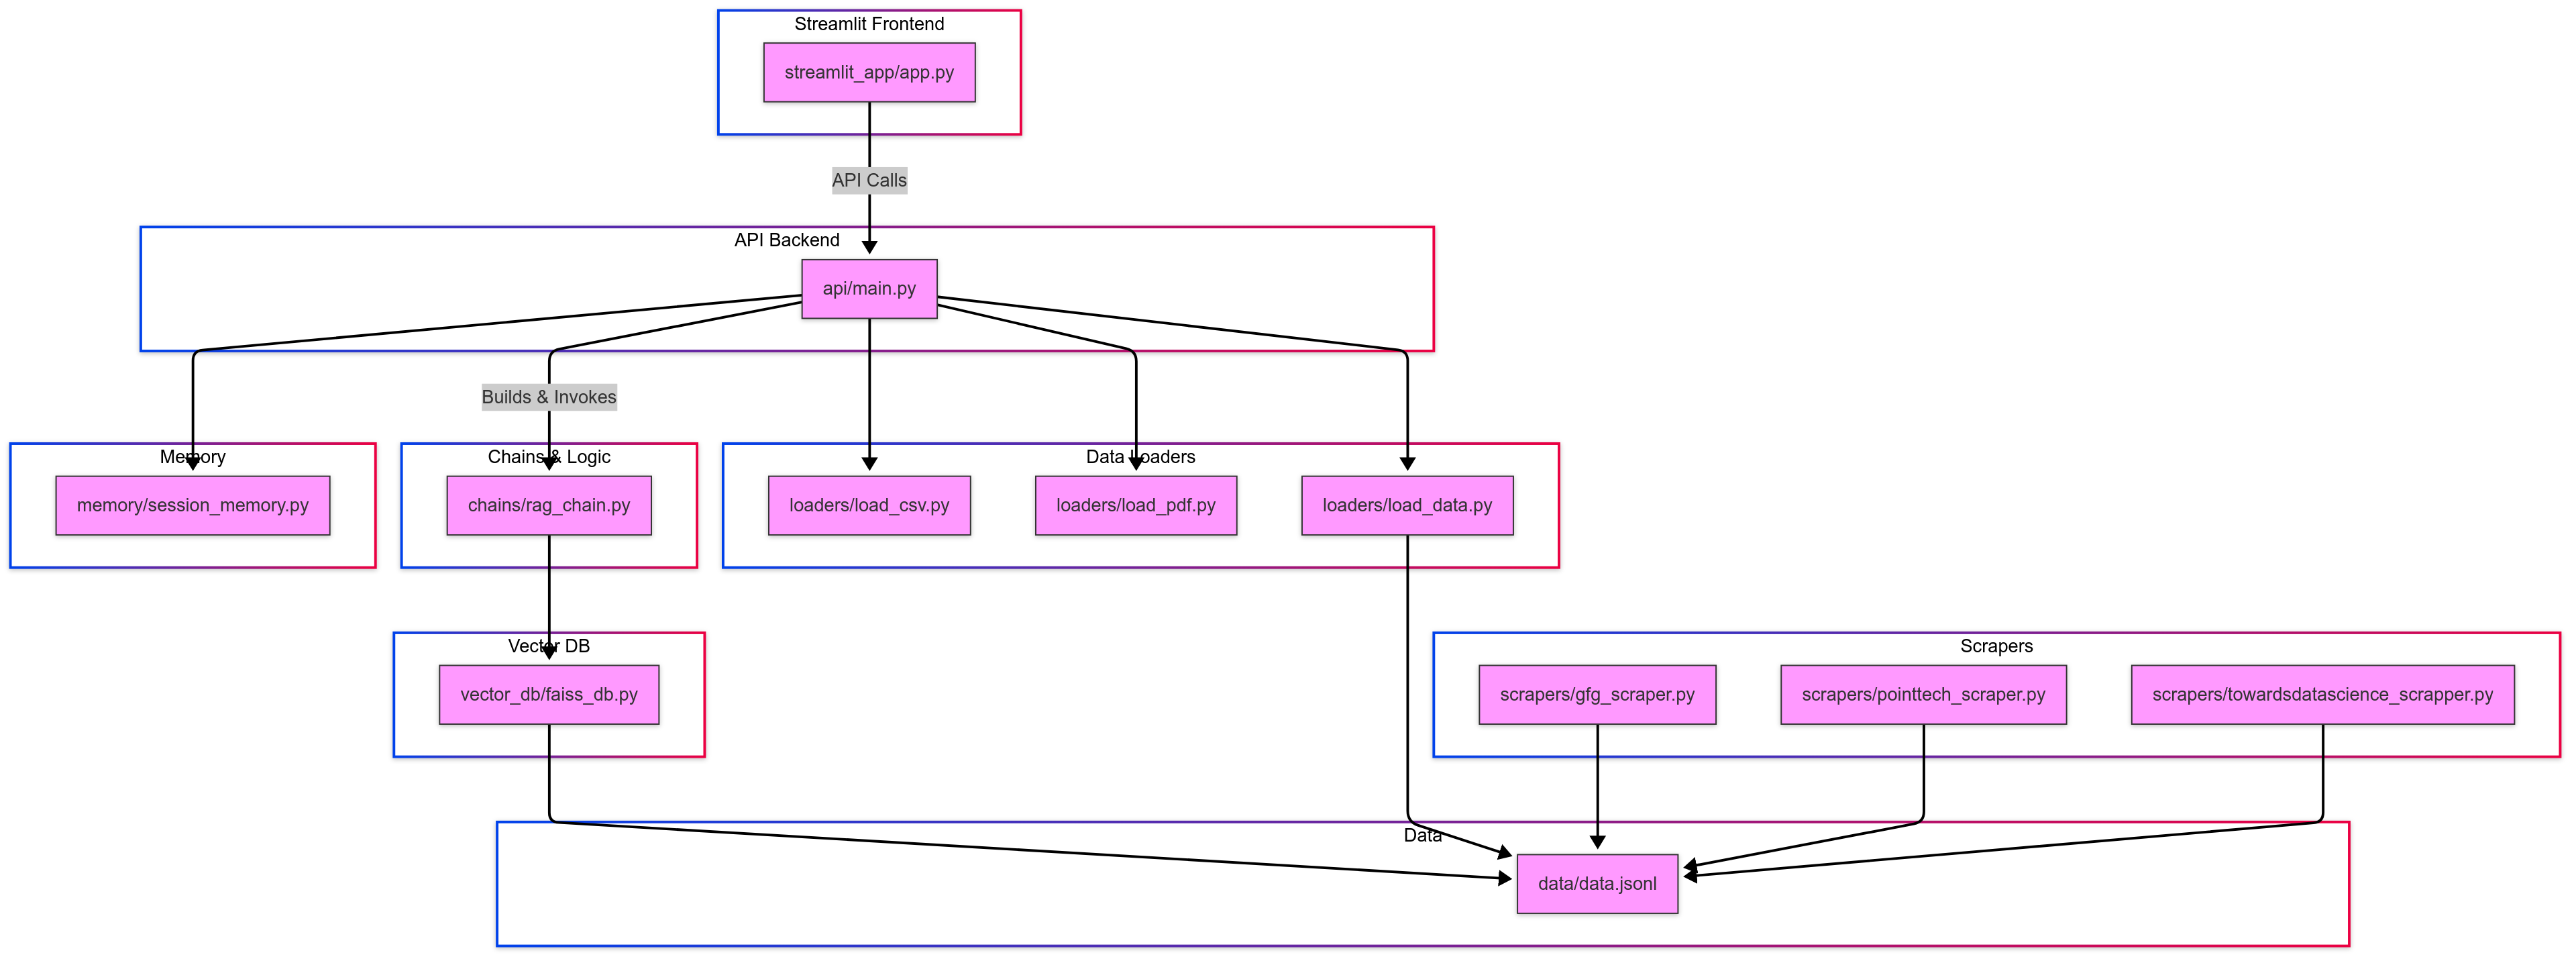 Streamlit Frontend
streamlit_app/app.py
API Calls
API Backend
api/main.py
Builds & Invokes
Memory
memory/session_memory.py
Chains & Logic
chains/rag_chain.py
Data Loaders
loaders/load_csv.py
loaders/load_pdf.py
loaders/load_data.py
Vector DB
vector_db/faiss_db.py
Scrapers
scrapers/gfg_scraper.py
scrapers/pointtech_scraper.py
scrapers/towardsdatascience_scrapper.py
Data
data/data.jsonl